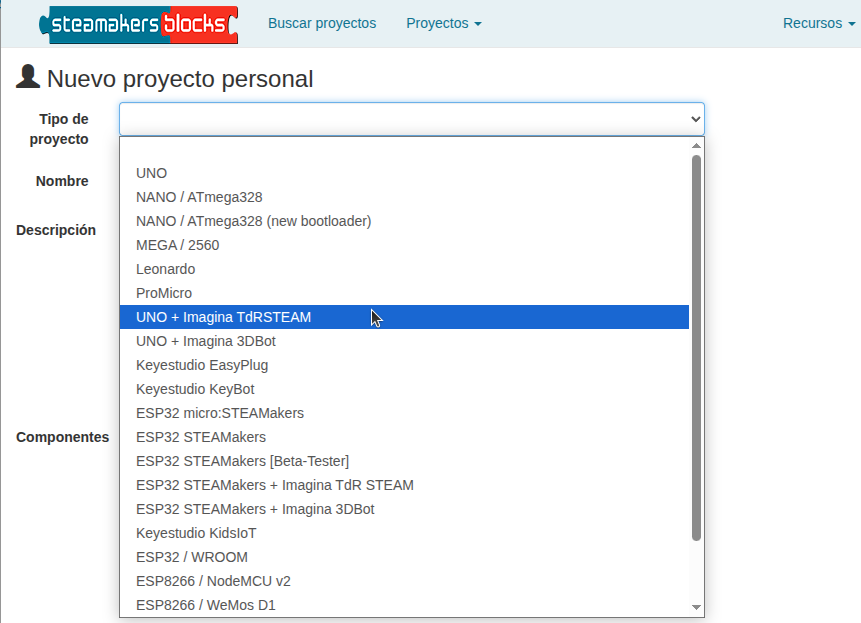 steamakers blocks Buscar proyectos Proyectos Recursos
Nuevo proyecto personal
Tipo de
proyecto
Nombre
Descripción
Componentes
UNO
NANO / ATmega328
NANO / ATmega328 (new bootloader)
MEGA / 2560
Leonardo
ProMicro
UNO + Imagina TdRSTEAM
UNO + Imagina 3DBot
Keyestudio EasyPlug
Keyestudio KeyBot
ESP32 micro:STEAMakers
ESP32 STEAMakers
ESP32 STEAMakers [Beta-Tester]
ESP32 STEAMakers + Imagina TdR STEAM
ESP32 STEAMakers + Imagina 3DBot
Keyestudio KidsIoT
ESP32 / WROOM
ESP8266 / NodeMCU v2
ESP8266 / WeMos D1